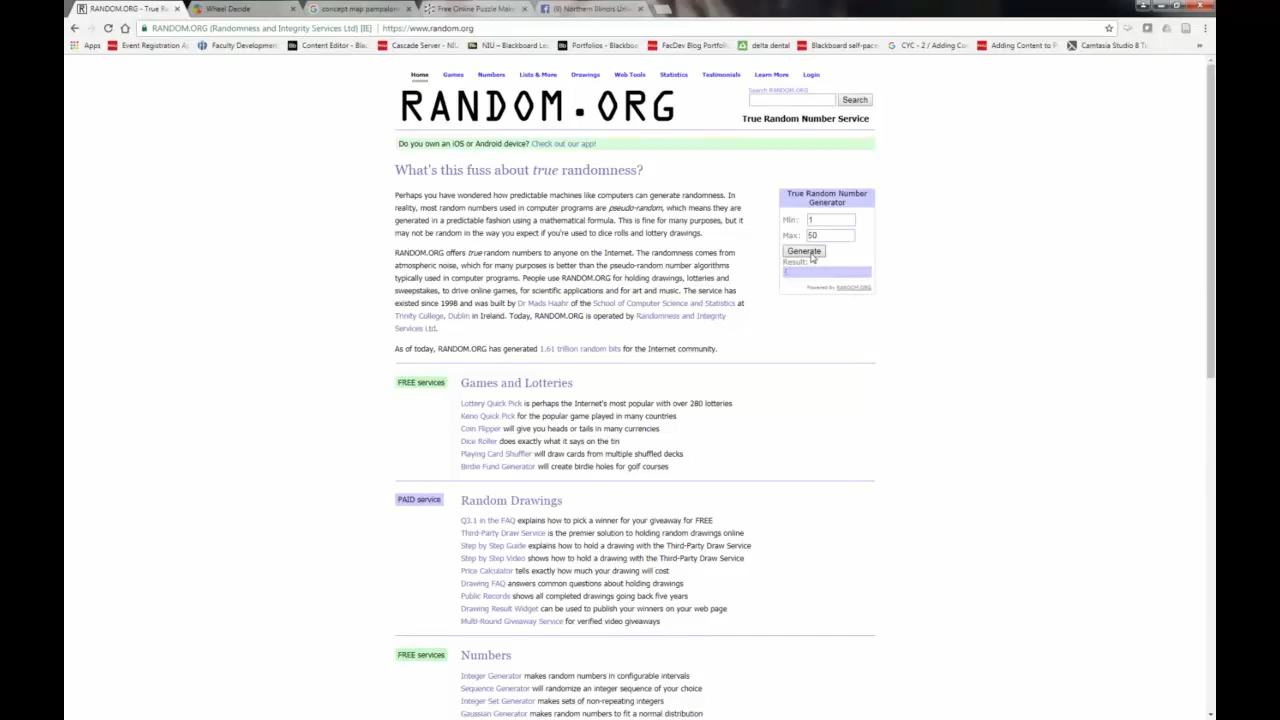 RANDOM.ORG - True Ra
Wheel Decide
concept map pampalon
Free Online Puzzle Make
(8) Northern Illinois Uni
RANDOM.ORG (Randomness and Integrity Services Ltd) [IE] https://www.random.org
Apps Event Registration Faculty Developmen Content Editor - Blac Cascade Server - NIU NIU – Blackboard Le Portfolios - Blackboa FacDev Blog Portfolio delta dental Blackboard self-pace CYC - 2 / Adding Co Adding Content to P Camtasia Studio 8 T
Home Games Numbers Lists & More Drawings Web Tools Statistics Testimonials Learn More Login
RANDOM.ORG
Search RANDOM.ORG
Search
True Random Number Service
Do you own an iOS or Android device? Check out our app!
What's this fuss about true randomness?
Perhaps you have wondered how predictable machines like computers can generate randomness. In
reality, most random numbers used in computer programs are pseudo-random, which means they are
generated in a predictable fashion using a mathematical formula. This is fine for many purposes, but it
may not be random in the way you expect if you're used to dice rolls and lottery drawings.
RANDOM.ORG offers true random numbers to anyone on the Internet. The randomness comes from
atmospheric noise, which for many purposes is better than the pseudo-random number algorithms
typically used in computer programs. People use RANDOM.ORG for holding drawings, lotteries and
sweepstakes, to drive online games, for scientific applications and for art and music. The service has
existed since 1998 and was built by Dr Mads Haahr of the School of Computer Science and Statistics at
Trinity College, Dublin in Ireland. Today, RANDOM.ORG is operated by Randomness and Integrity
Services Ltd.
As of today, RANDOM.ORG has generated 1.61 trillion random bits for the Internet community.
True Random Number
Generator
Min: 1
Max: 50
Generate
Result:
Powered by RANDOM.ORG
FREE services
Games and Lotteries
Lottery Quick Pick is perhaps the Internet's most popular with over 280 lotteries
Keno Quick Pick for the popular game played in many countries
Coin Flipper will give you heads or tails in many currencies
Dice Roller does exactly what it says on the tin
Playing Card Shuffler will draw cards from multiple shuffled decks
Birdie Fund Generator will create birdie holes for golf courses
PAID service
Random Drawings
Q3.1 in the FAQ explains how to pick a winner for your giveaway for FREE
Third-Party Draw Service is the premier solution to holding random drawings online
Step by Step Guide explains how to hold a drawing with the Third-Party Draw Service
Step by Step Video shows how to hold a drawing with the Third-Party Draw Service
Price Calculator tells exactly how much your drawing will cost
Drawing FAQ answers common questions about holding drawings
Public Records shows all completed drawings going back five years
Drawing Result Widget can be used to publish your winners on your web page
Multi-Round Giveaway Service for verified video giveaways
FREE services
Numbers
Integer Generator makes random numbers in configurable intervals
Sequence Generator will randomize an integer sequence of your choice
Integer Set Generator makes sets of non-repeating integers
Gaussian Generator makes random numbers to fit a normal distribution